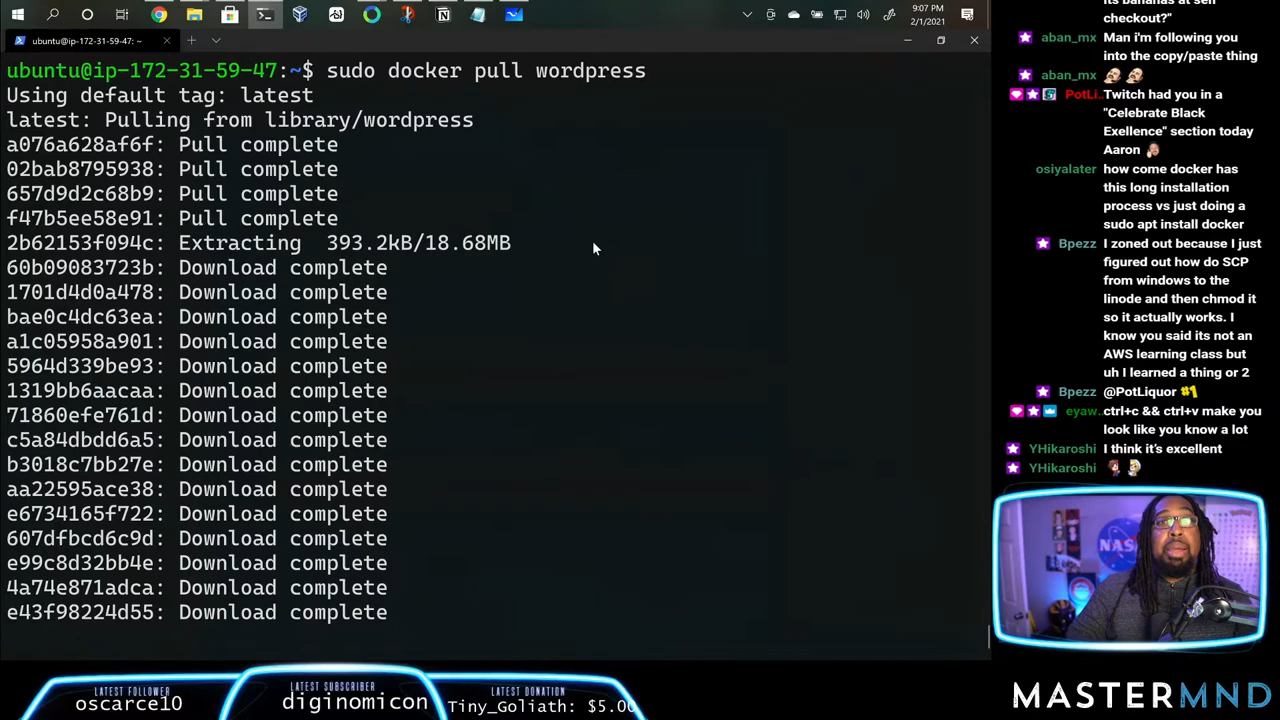 9:07 PM
2/1/2021
ubuntu@ip-172-31-59-47: ~
ubuntu@ip-172-31-59-47:~$ sudo docker pull wordpress
Using default tag: latest
latest: Pulling from library/wordpress
a076a628af6f: Pull complete
02bab8795938: Pull complete
657d9d2c68b9: Pull complete
f47b5ee58e91: Pull complete
2b62153f094c: Extracting 393.2kB/18.68MB
60b09083723b: Download complete
1701d4d0a478: Download complete
bae0c4dc63ea: Download complete
a1c05958a901: Download complete
5964d339be93: Download complete
1319bb6aacaa: Download complete
71860efe761d: Download complete
c5a84dbdd6a5: Download complete
b3018c7bb27e: Download complete
aa22595ace38: Download complete
e6734165f722: Download complete
607dfbcd6c9d: Download complete
e99c8d32bb4e: Download complete
4a74e871adca: Download complete
e43f98224d55: Download complete
its bananas at self
checkout?"
aban_mx Man i'm following you
into the copy/paste thing
aban_mx
PotLi.. Twitch had you in a
"Celebrate Black
Exellence" section today
Aaron
osiyalater how come docker has
this long installation
process vs just doing a
sudo apt install docker
Bpezz I zoned out because I just
figured out how do SCP
from windows to the
linode and then chmod it
so it actually works. I
know you said its not an
AWS learning class but
uh I learned a thing or 2
Bpezz @PotLiquor #1
eyaw.. ctrl+c && ctrl+v make you
look like you know a lot
YHikaroshi I think it's excellent
YHikaroshi
NASA
LATEST FOLLOWER
oscarce10
LATEST SUBSCRIBER
diginomicon
LATEST DONATION
Tiny_Goliath: $5.00
MASTERMND